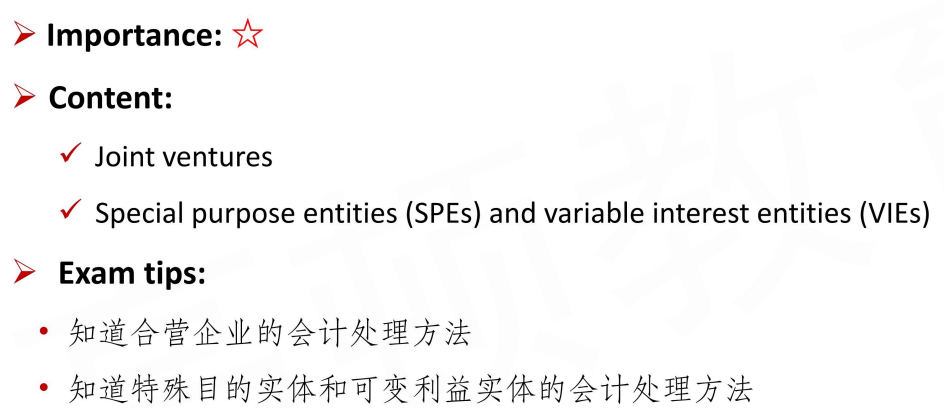 Importance: ☆
Content:
Joint ventures
Special purpose entities (SPEs) and variable interest entities (VIEs)
Exam tips:
知道合营企业的会计处理方法
知道特殊目的实体和可变利益实体的会计处理方法